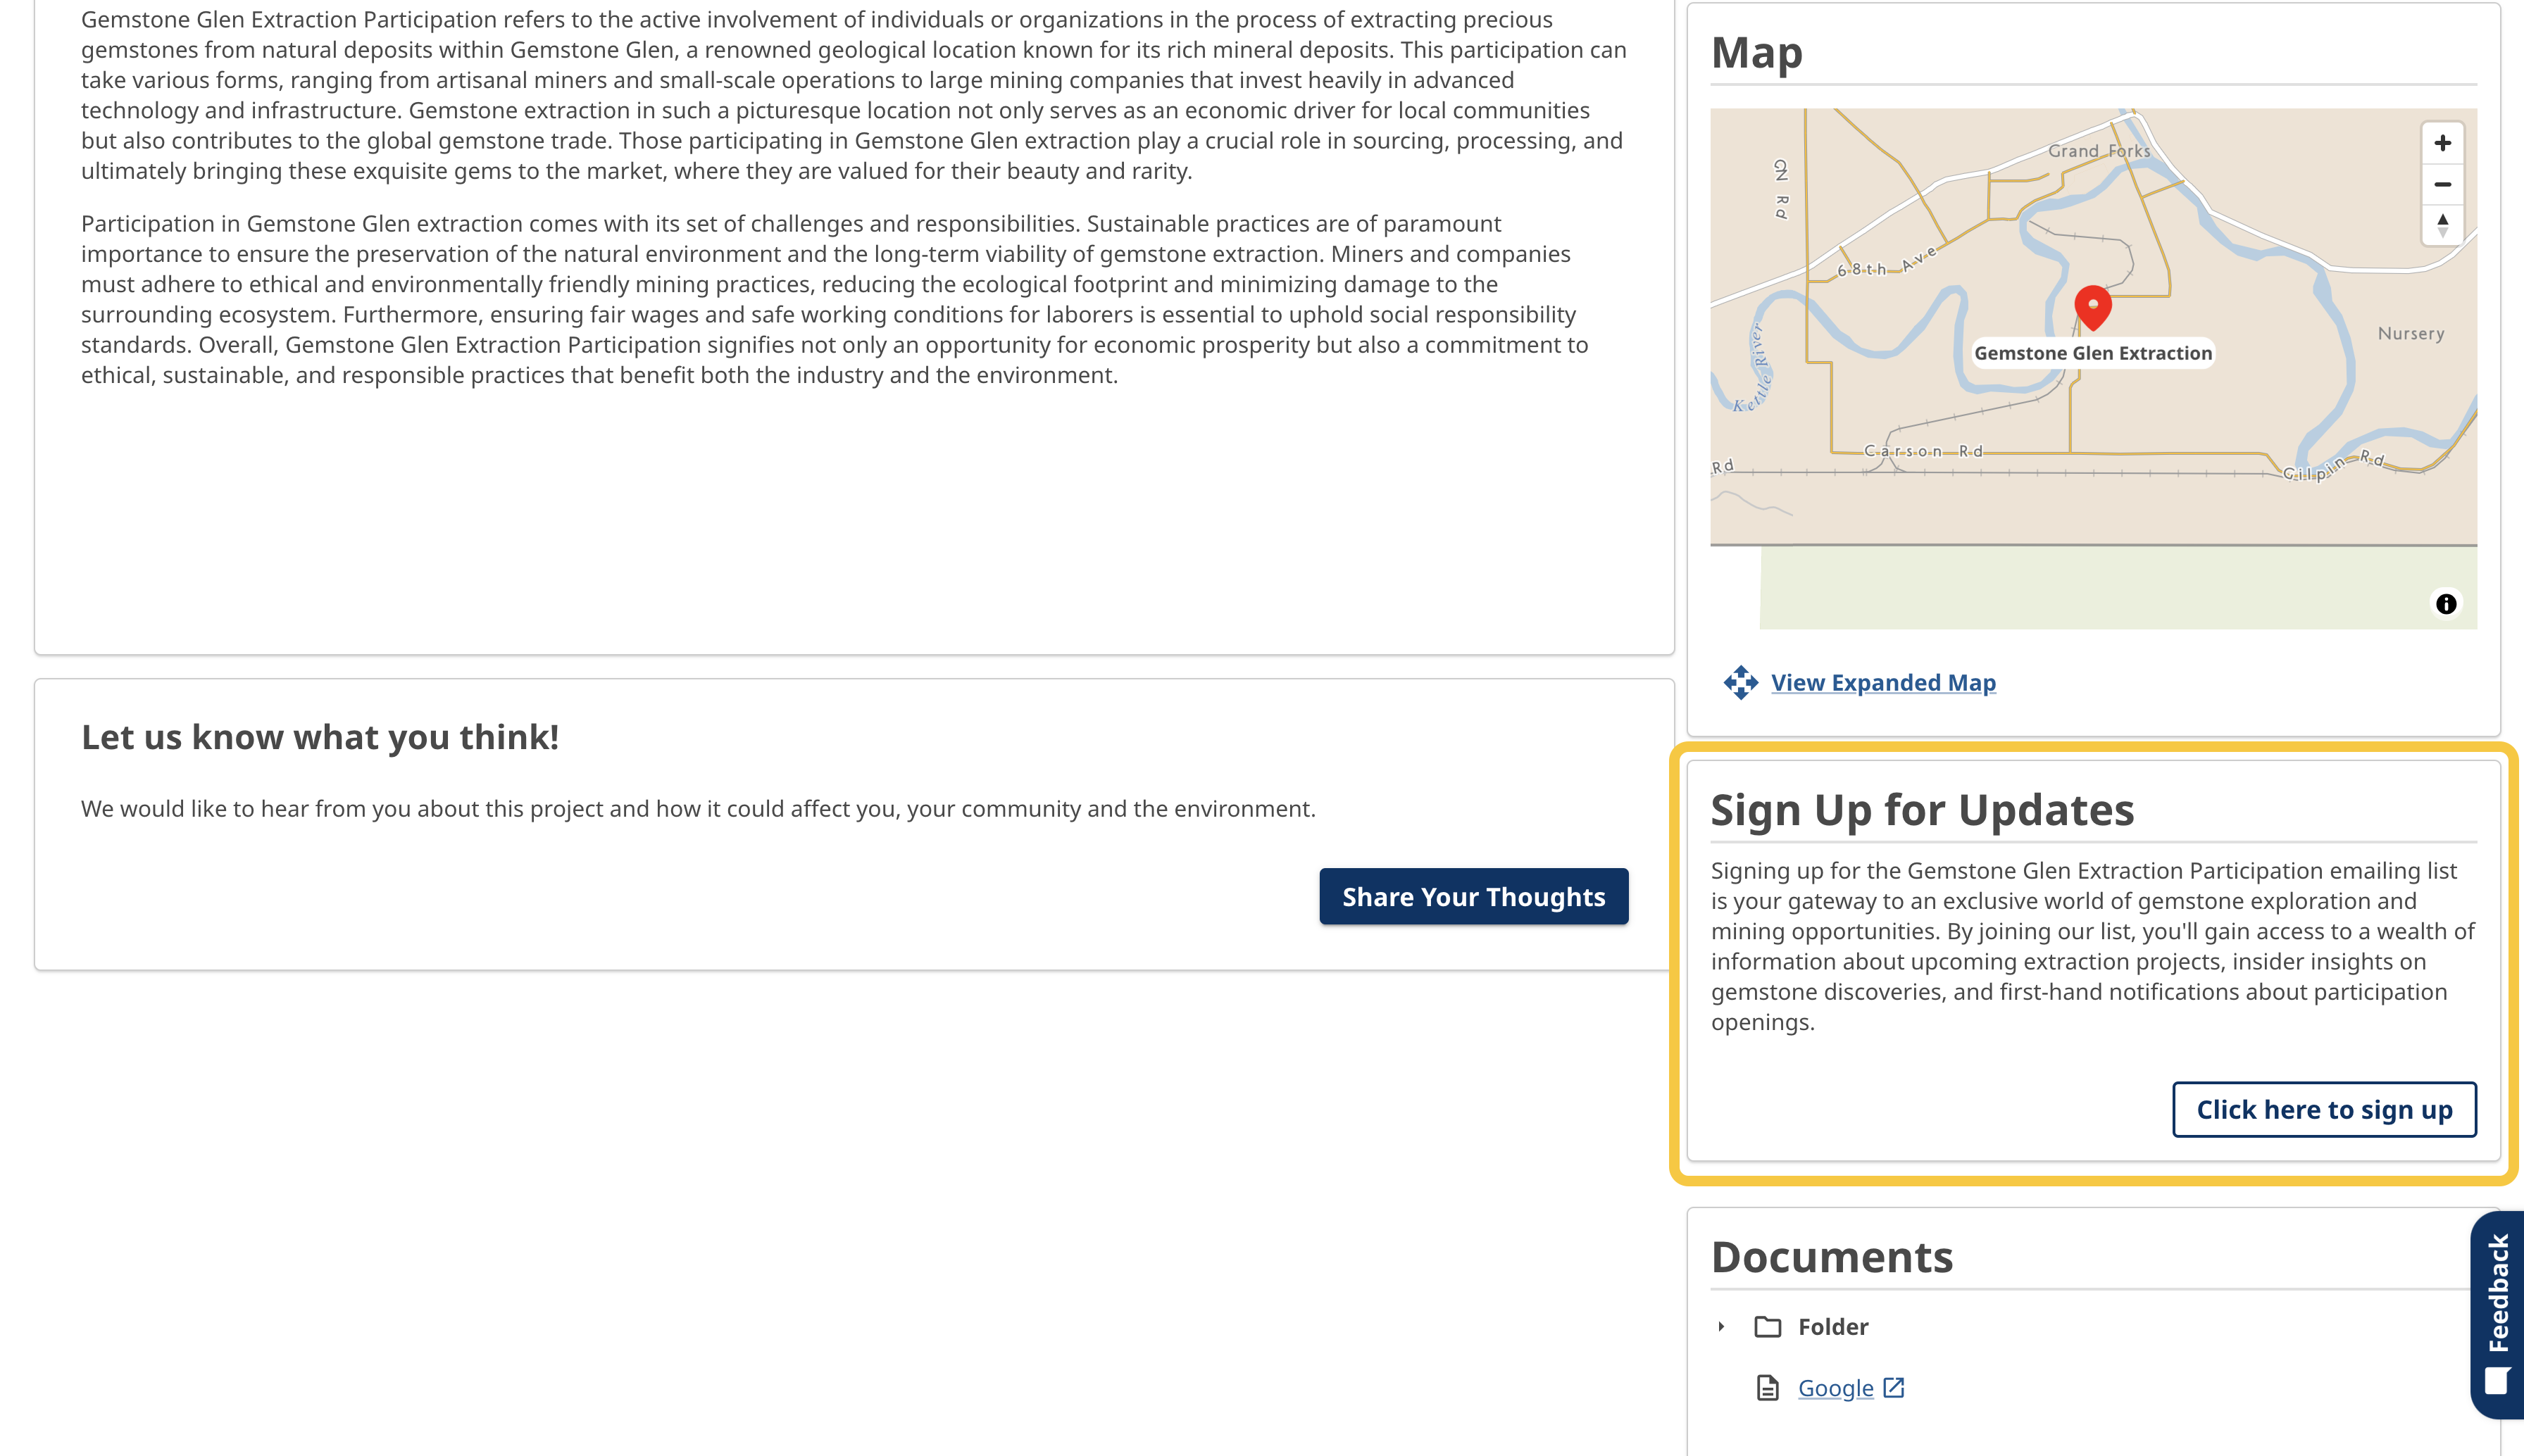 Gemstone Glen Extraction Participation refers to the active involvement of individuals or organizations in the process of extracting precious
gemstones from natural deposits within Gemstone Glen, a renowned geological location known for its rich mineral deposits. This participation can
take various forms, ranging from artisanal miners and small-scale operations to large mining companies that invest heavily in advanced
technology and infrastructure. Gemstone extraction in such a picturesque location not only serves as an economic driver for local communities
but also contributes to the global gemstone trade. Those participating in Gemstone Glen extraction play a crucial role in sourcing, processing, and
ultimately bringing these exquisite gems to the market, where they are valued for their beauty and rarity.
Participation in Gemstone Glen extraction comes with its set of challenges and responsibilities. Sustainable practices are of paramount
importance to ensure the preservation of the natural environment and the long-term viability of gemstone extraction. Miners and companies
must adhere to ethical and environmentally friendly mining practices, reducing the ecological footprint and minimizing damage to the
surrounding ecosystem. Furthermore, ensuring fair wages and safe working conditions for laborers is essential to uphold social responsibility
standards. Overall, Gemstone Glen Extraction Participation signifies not only an opportunity for economic prosperity but also a commitment to
ethical, sustainable, and responsible practices that benefit both the industry and the environment.
Let us know what you think!
We would like to hear from you about this project and how it could affect you, your community and the environment.
Share Your Thoughts
Map
Grand Forks
GN Rd
68th Ave
Nursery
Gemstone Glen Extraction
Kettle River
Carson Rd
Rd
Gilpin Rd
View Expanded Map
Sign Up for Updates
Signing up for the Gemstone Glen Extraction Participation emailing list
is your gateway to an exclusive world of gemstone exploration and
mining opportunities. By joining our list, you'll gain access to a wealth of
information about upcoming extraction projects, insider insights on
gemstone discoveries, and first-hand notifications about participation
openings.
Click here to sign up
Documents
Folder
Google
Feedback